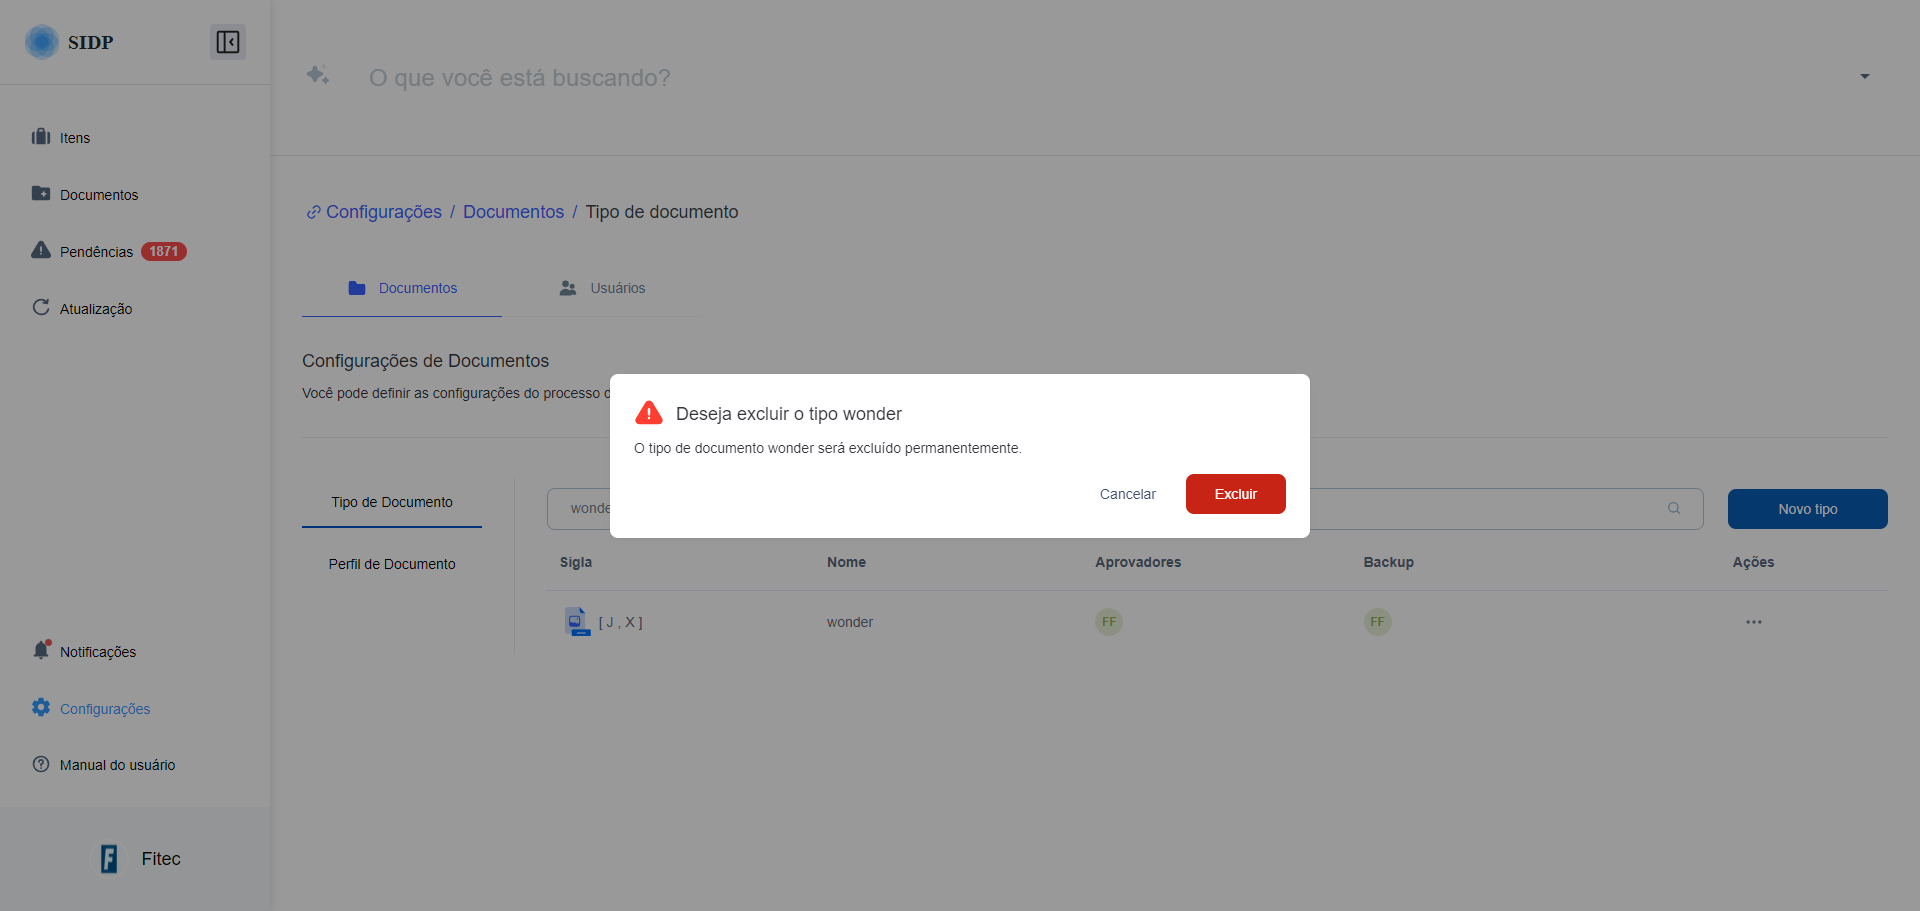 SIDP
O que você está buscando?
Itens
Documentos
Pendências 1871
Atualização
Configurações / Documentos / Tipo de documento
Documentos
Usuários
Configurações de Documentos
Você pode definir as configurações do processo
Deseja excluir o tipo wonder
O tipo de documento wonder será excluído permanentemente.
Cancelar
Excluir
Tipo de Documento
Perfil de Documento
wonde
Novo tipo
Sigla Nome Aprovadores Backup Ações
[ J , X ] wonder FF FF
Notificações
Configurações
Manual do usuário
Fitec